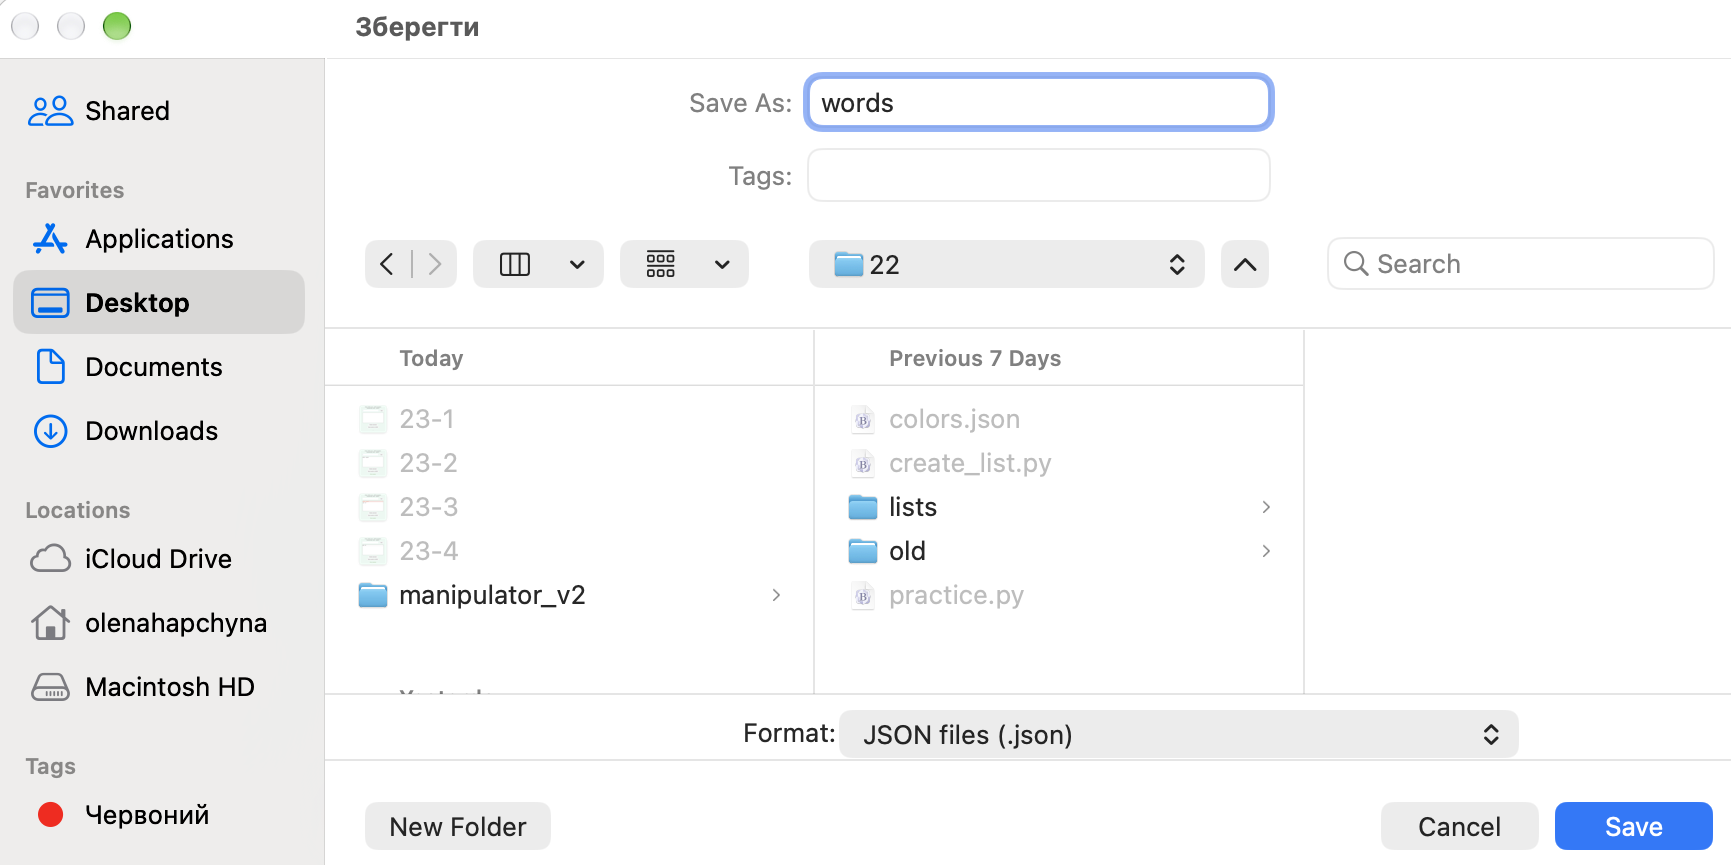 Зберегти
Shared
Favorites
Applications
Desktop
Documents
Downloads
Locations
iCloud Drive
olenahapchyna
Macintosh HD
Tags
Червоний
Save As: words
Tags:
22
Search
Today
23-1
23-2
23-3
23-4
manipulator_v2
Previous 7 Days
colors.json
create_list.py
lists
old
practice.py
Format: JSON files (.json)
New Folder
Cancel
Save